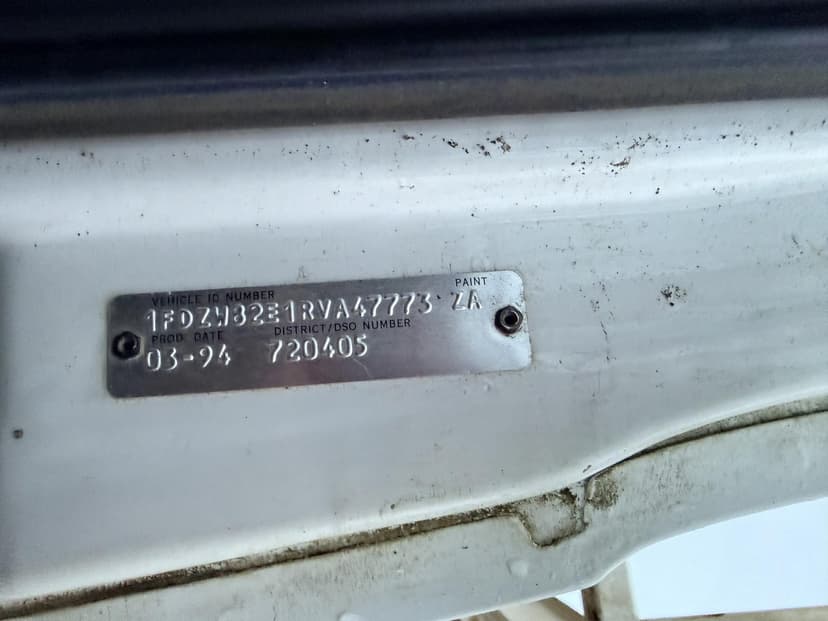 VEHICLE ID NUMBER PAINT
1FDZW82E1RVA47773 ZA
PROD DATE DISTRICT/DSO NUMBER
03-94 720405